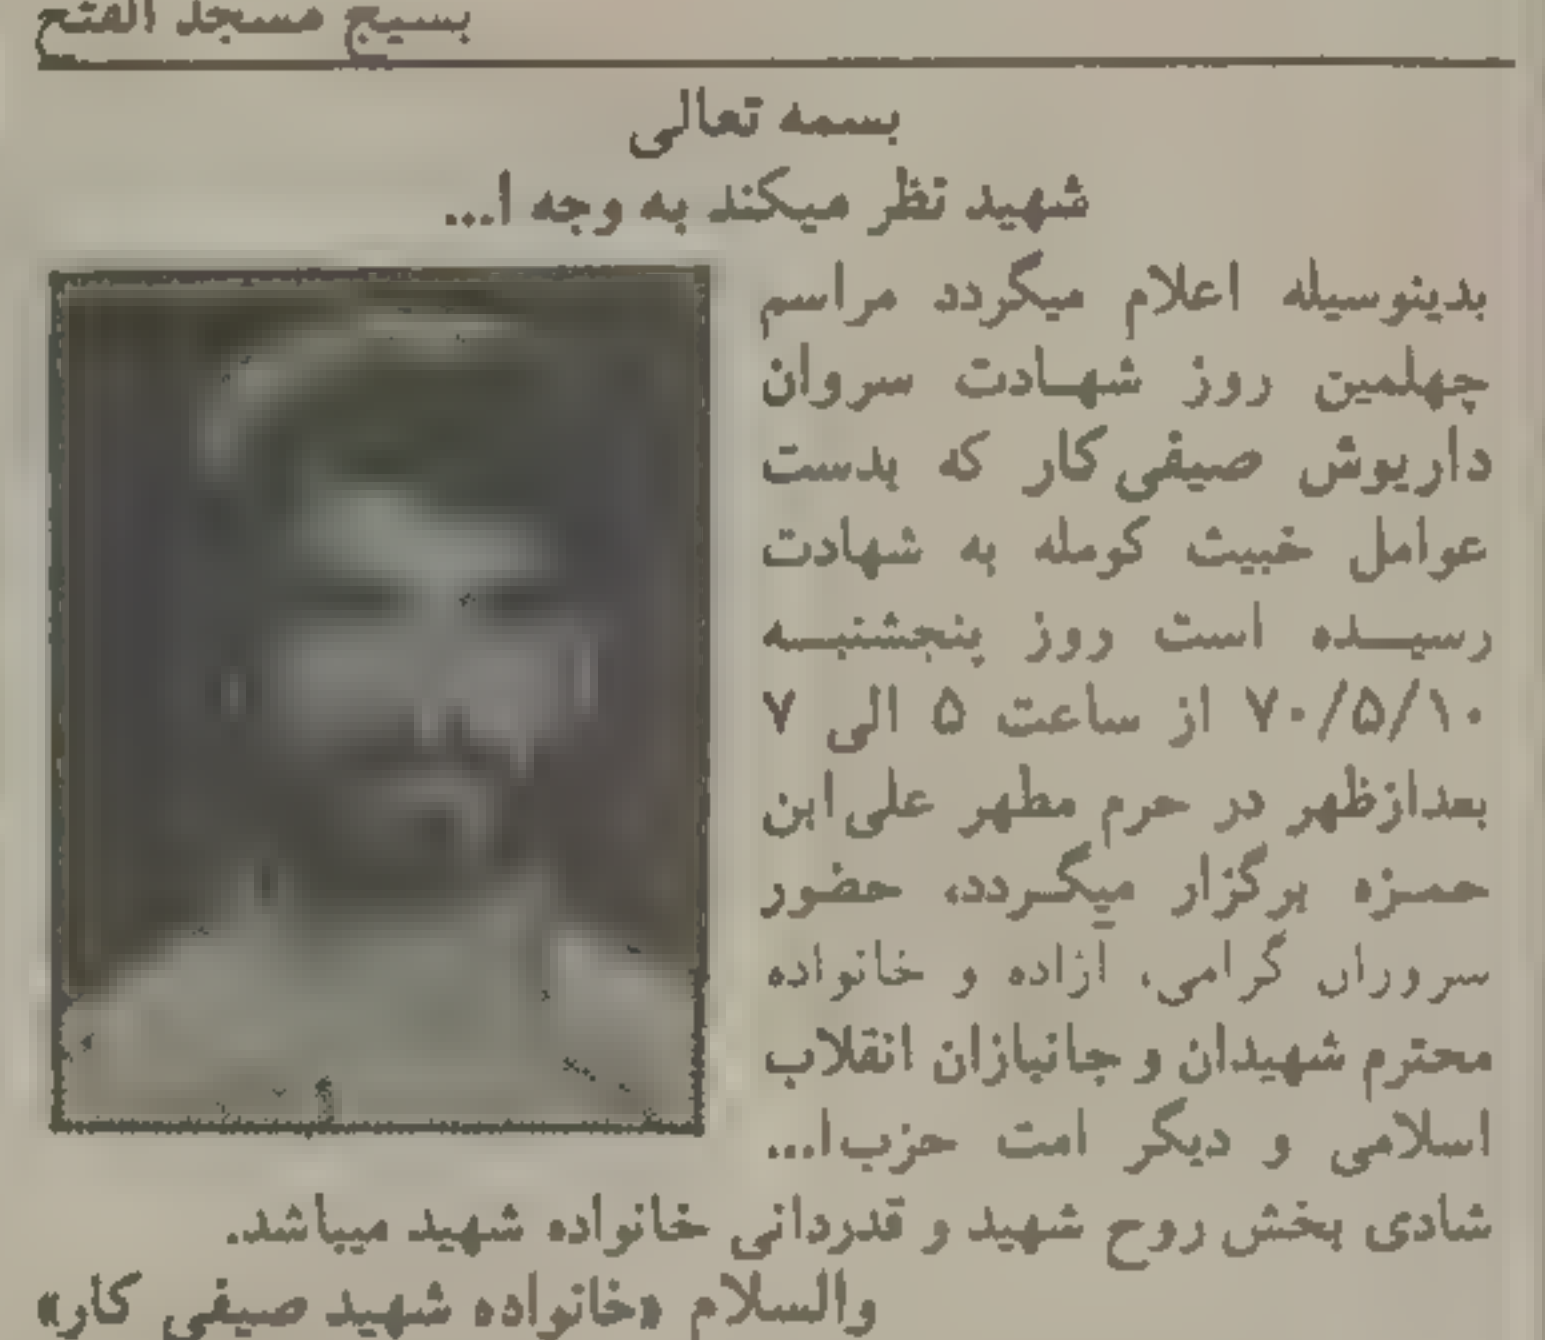 بسیج مسجد الفتح
بسمه تعالی
شهید نظر میکند به وجه ا...
بدینوسیله اعلام میگردد مراسم
چهلمین روز شهادت سروان
داریوش صیفی‌کار که بدست
عوامل خبیث کومله به شهادت
رسیده است روز پنجشنبه
۷۰/۵/۱۰ از ساعت ۵ الی ۷
بعدازظهر در حرم مطهر علی‌ابن
حمزه برگزار میگردد، حضور
سروران گرامی، آزاده و خانواده
محترم شهیدان و جانبازان انقلاب
اسلامی و دیگر امت حزب‌ا...
شادی بخش روح شهید و قدردانی خانواده شهید میباشد.
والسلام «خانواده شهید صیفی کار»